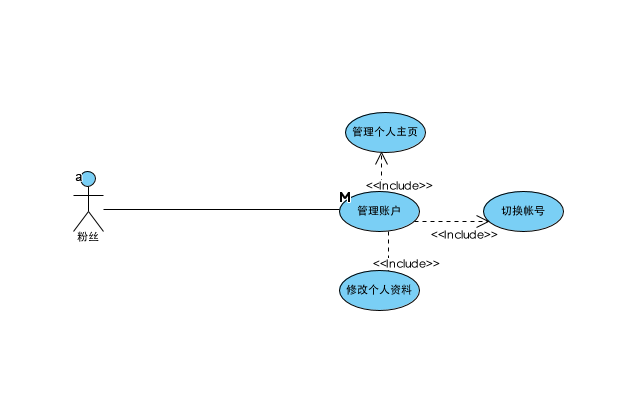 管理个人主页
<<Include>>
a
M
管理账户
切换帐号
粉丝
<<Include>>
<<Include>>
修改个人资料